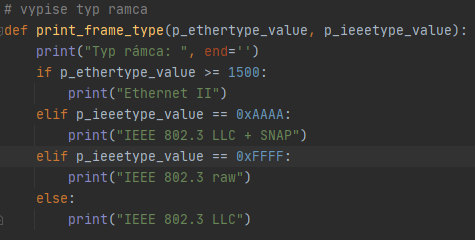 # vypise typ ramca
def print_frame_type(p_ethertype_value, p_ieeetype_value):
    print("Typ rámca: ", end='')
    if p_ethertype_value >= 1500:
        print("Ethernet II")
    elif p_ieeetype_value == 0xAAAA:
        print("IEEE 802.3 LLC + SNAP")
    elif p_ieeetype_value == 0xFFFF:
        print("IEEE 802.3 raw")
    else:
        print("IEEE 802.3 LLC")